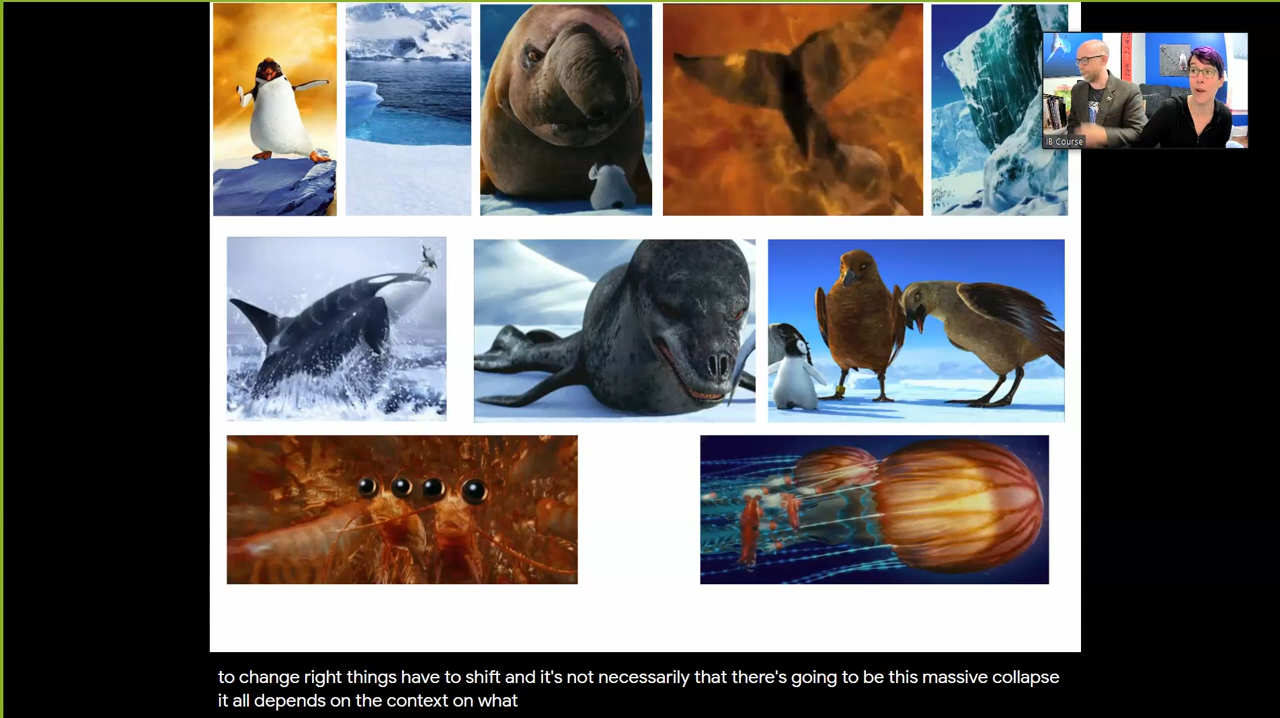 IB Course
to change right things have to shift and it's not necessarily that there's going to be this massive collapse
it all depends on the context on what